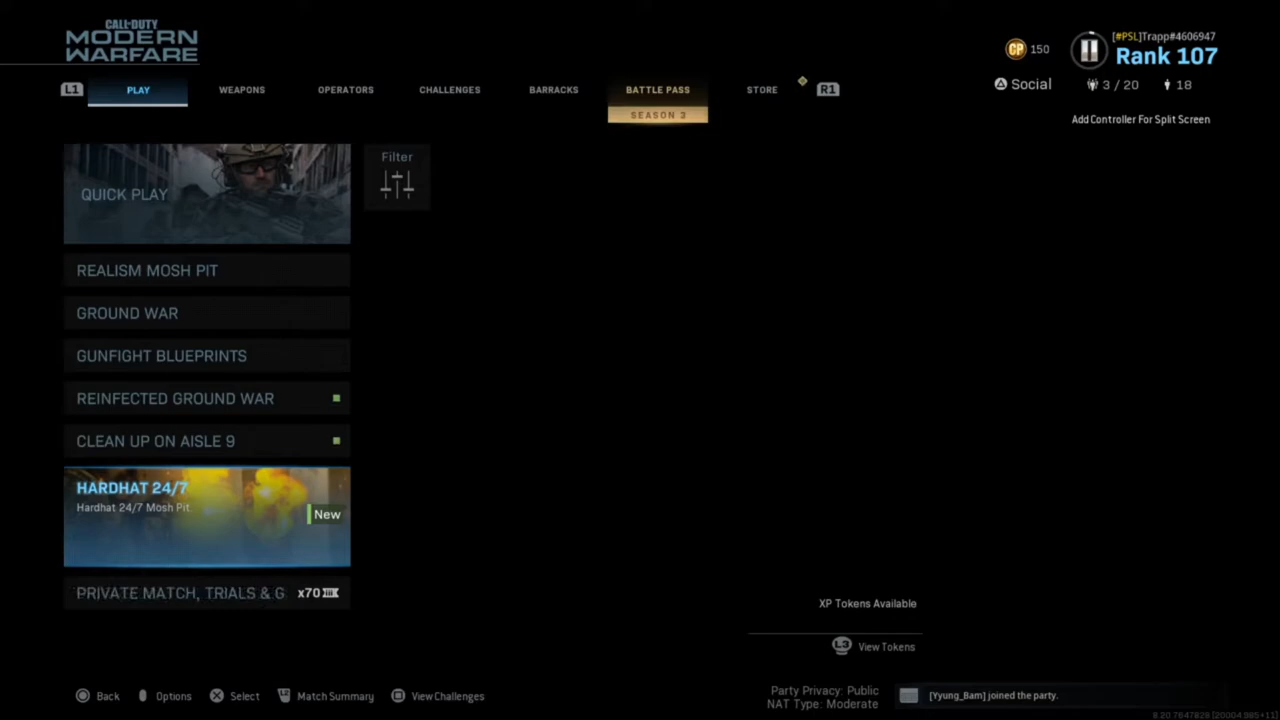 CALL OF DUTY
MODERN
WARFARE
CP 150
[#PSL]Trapp#4606947
Rank 107
L1 PLAY WEAPONS OPERATORS CHALLENGES BARRACKS BATTLE PASS STORE R1
SEASON 3
Social 3 / 20 18
Add Controller For Split Screen
QUICK PLAY
Filter
REALISM MOSH PIT
GROUND WAR
GUNFIGHT BLUEPRINTS
REINFECTED GROUND WAR
CLEAN UP ON AISLE 9
HARDHAT 24/7
Hardhat 24/7 Mosh Pit.
New
PRIVATE MATCH, TRIALS & G x70
XP Tokens Available
L3 View Tokens
Back Options Select Match Summary View Challenges
Party Privacy: Public
NAT Type: Moderate
[Yyung_Bam] joined the party.